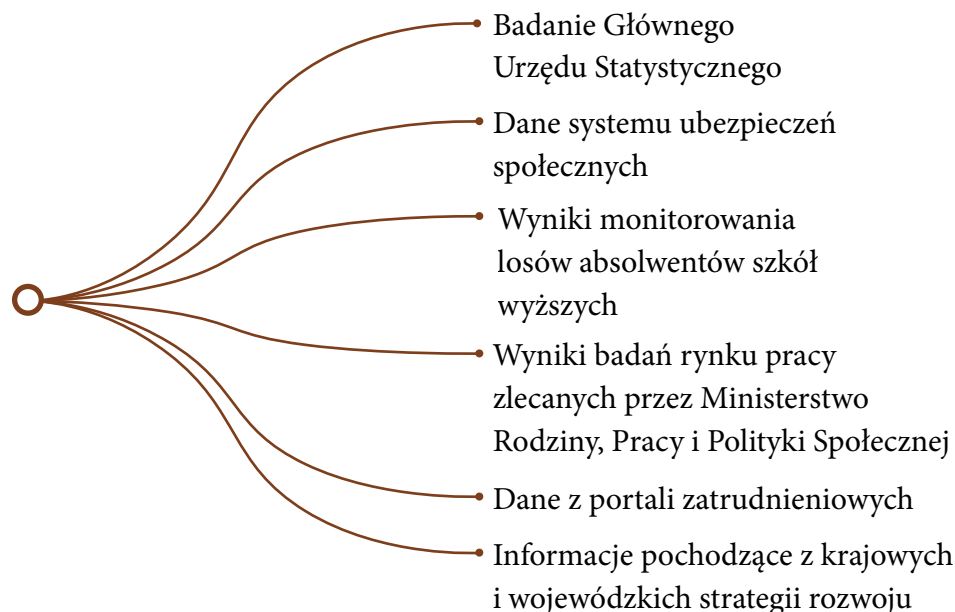 Badanie Głównego
Urzędu Statystycznego
Dane systemu ubezpieczeń
społecznych
Wyniki monitorowania
losów absolwentów szkół
wyższych
Wyniki badań rynku pracy
zlecanych przez Ministerstwo
Rodziny, Pracy i Polityki Społecznej
Dane z portali zatrudnieniowych
Informacje pochodzące z krajowych
i wojewódzkich strategii rozwoju